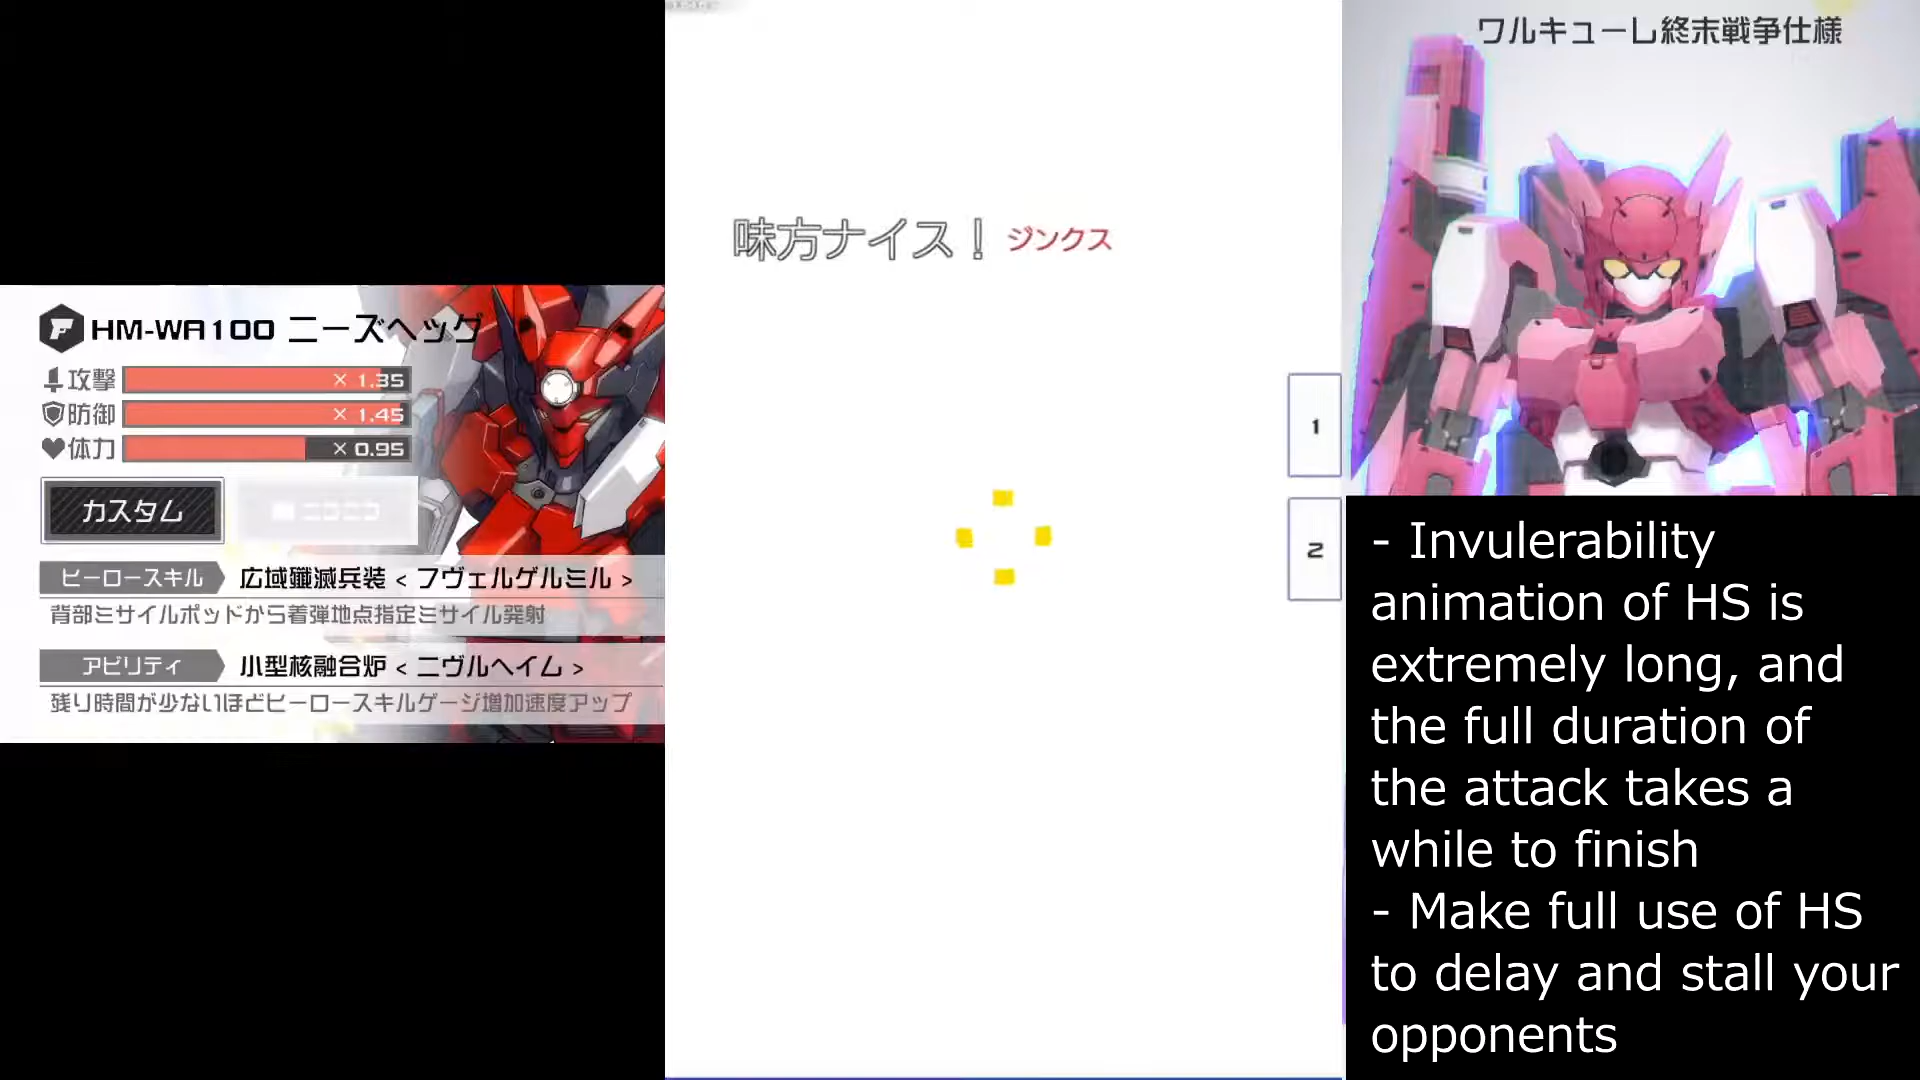 HM-WA100 ニーズヘッグ
攻撃 × 1.35
防御 × 1.45
体力 × 0.95
カスタム
ニコニコ
ヒーロースキル 広域殲滅兵装 < フヴェルゲルミル >
背部ミサイルポッドから着弾地点指定ミサイル発射
アビリティ 小型核融合炉 < ニヴルヘイム >
残り時間が少ないほどヒーロースキルゲージ増加速度アップ
味方ナイス! ジンクス
1
2
ワルキューレ終末戦争仕様
- Invulerability
animation of HS is
extremely long, and
the full duration of
the attack takes a
while to finish
- Make full use of HS
to delay and stall your
opponents